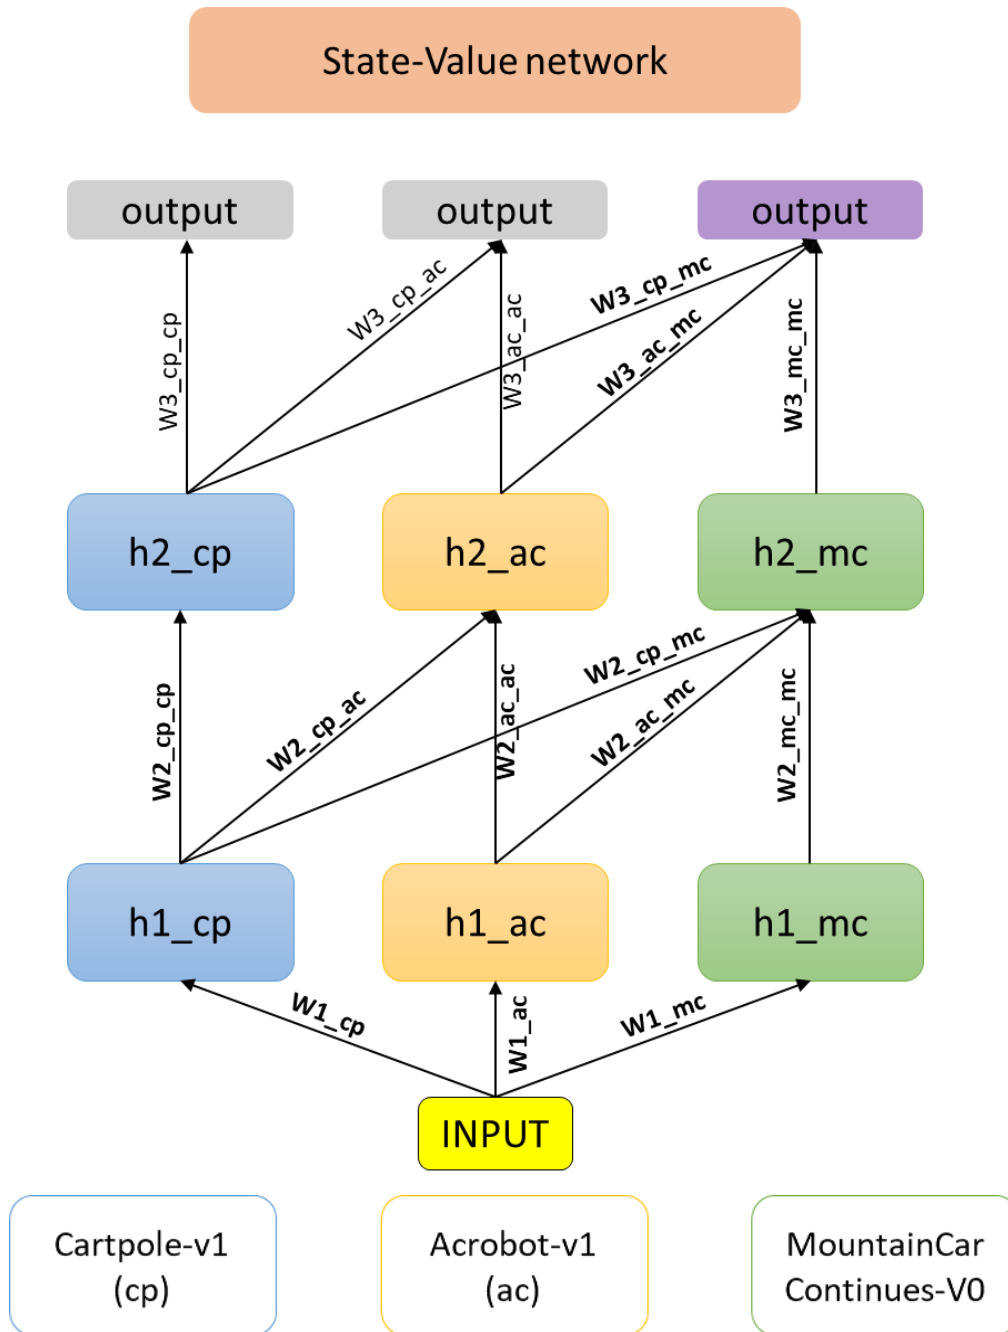 State-Value network
output
output
output
W3_cp_cp
W3_cp_ac
W3_ac_ac
W3_cp_mc
W3_ac_mc
W3_mc_mc
h2_cp
h2_ac
h2_mc
W2_cp_cp
W2_cp_ac
W2_ac_ac
W2_cp_mc
W2_ac_mc
W2_mc_mc
h1_cp
h1_ac
h1_mc
W1_cp
W1_ac
W1_mc
INPUT
Cartpole-v1
(cp)
Acrobot-v1
(ac)
MountainCar
Continues-V0